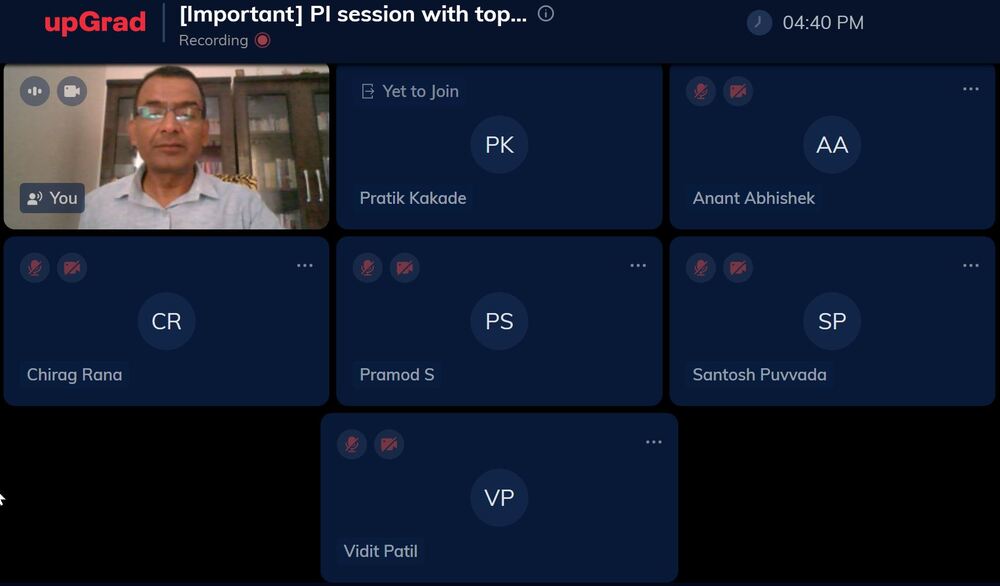 upGrad
[Important] PI session with top...
Recording
04:40 PM
You
Yet to Join
PK
Pratik Kakade
AA
Anant Abhishek
CR
Chirag Rana
PS
Pramod S
SP
Santosh Puvvada
VP
Vidit Patil